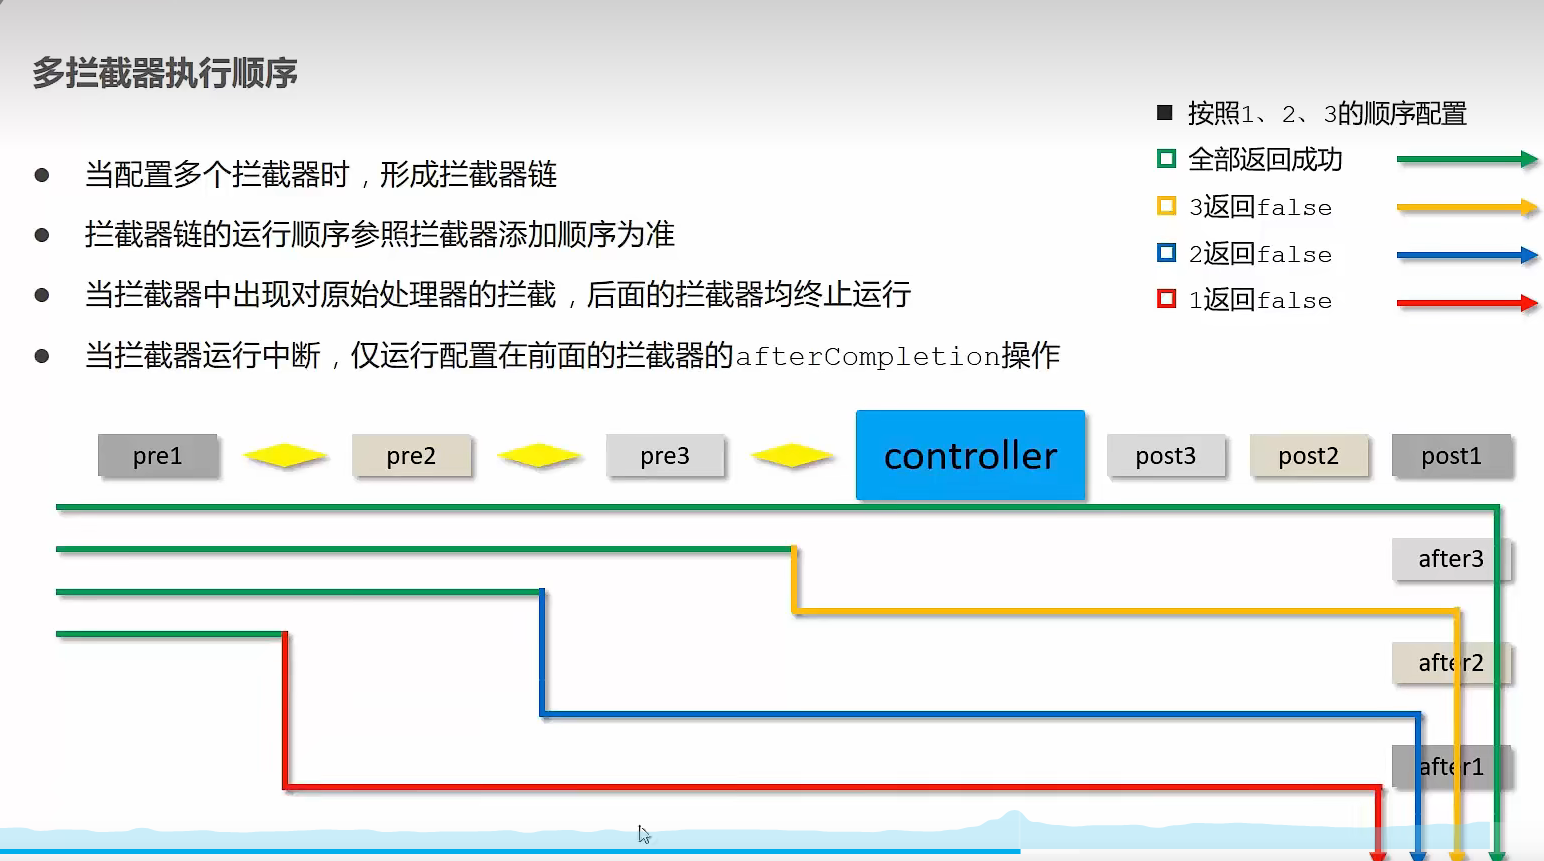 多拦截器执行顺序
当配置多个拦截器时，形成拦截器链
拦截器链的运行顺序参照拦截器添加顺序为准
当拦截器中出现对原始处理器的拦截，后面的拦截器均终止运行
当拦截器运行中断，仅运行配置在前面的拦截器的afterCompletion操作
按照1、2、3的顺序配置
全部返回成功
3返回false
2返回false
1返回false
pre1 pre2 pre3 controller post3 post2 post1
after3
after2
after1